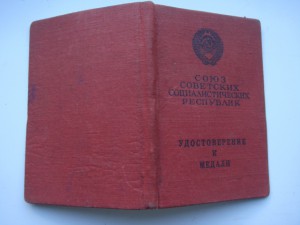 СОЮЗ
СОВЕТСКИХ
СОЦИАЛИСТИЧЕСКИХ
РЕСПУБЛИК
УДОСТОВЕРЕНИЕ
К
МЕДАЛИ